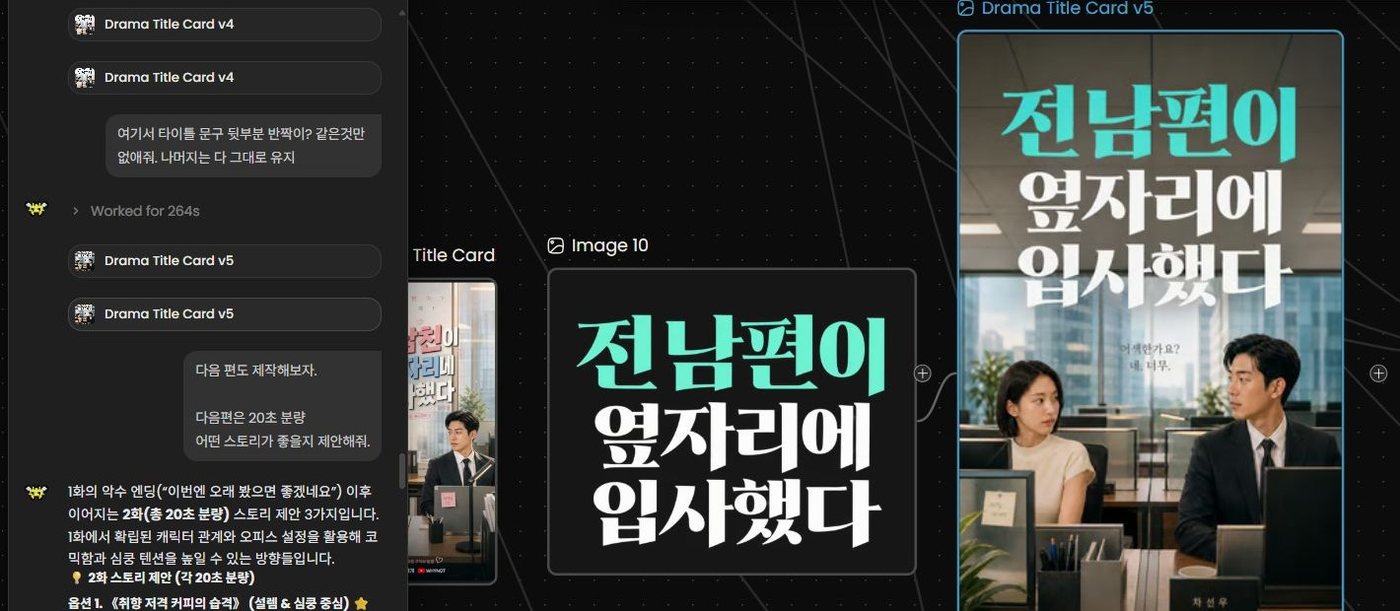 Drama Title Card v4
Drama Title Card v4
여기서 타이틀 문구 뒷부분 반짝이? 같은것만
없애줘. 나머지는 다 그대로 유지
Worked for 264s
Drama Title Card v5
Drama Title Card v5
다음 편도 제작해보자.
다음편은 20초 분량
어떤 스토리가 좋을지 제안해줘.
1화의 악수 엔딩(“이번엔 오래 봤으면 좋겠네요”) 이후
이어지는 2화(총 20초 분량) 스토리 제안 3가지입니다.
1화에서 확립된 캐릭터 관계와 오피스 설정을 활용해 코
믹함과 심쿵 텐션을 높일 수 있는 방향들입니다.
2화 스토리 제안 (각 20초 분량)
옵션 1. 《취향 저격 커피의 습격》 (설렘 & 심쿵 중심)
Title Card
Image 10
전남편이
옆자리에
입사했다
Drama Title Card v5
전남편이
옆자리에
입사했다
어색한가요?
네. 너무.
차선우